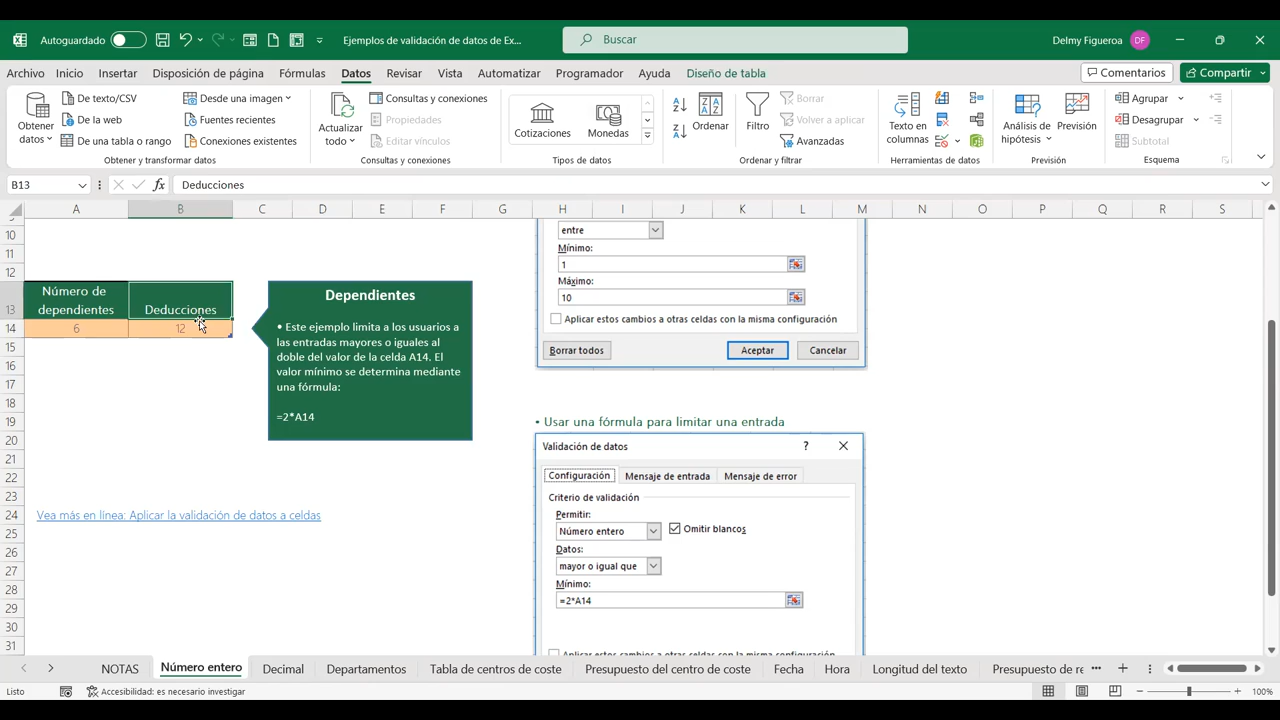 Autoguardado
Ejemplos de validación de datos de Ex...
Buscar
Delmy Figueroa DF
Archivo Inicio Insertar Disposición de página Fórmulas Datos Revisar Vista Automatizar Programador Ayuda Diseño de tabla
Comentarios Compartir
Obtener datos
De texto/CSV
De la web
De una tabla o rango
Desde una imagen
Fuentes recientes
Conexiones existentes
Obtener y transformar datos
Actualizar todo
Consultas y conexiones
Propiedades
Editar vínculos
Consultas y conexiones
Cotizaciones Monedas
Tipos de datos
Ordenar
Filtro
Borrar
Volver a aplicar
Avanzadas
Ordenar y filtrar
Texto en columnas
Herramientas de datos
Análisis de hipótesis
Previsión
Previsión
Agrupar
Desagrupar
Subtotal
Esquema
B13 fx Deducciones
A B C D E F G H I J K L M N O P Q R S
10
11
12
13
14
15
16
17
18
19
20
21
22
23
24
25
26
27
28
29
30
31
Número de
dependientes
Deducciones
6 12
Dependientes
• Este ejemplo limita a los usuarios a
las entradas mayores o iguales al
doble del valor de la celda A14. El
valor mínimo se determina mediante
una fórmula:
=2*A14
Vea más en línea: Aplicar la validación de datos a celdas
entre
Mínimo:
1
Máximo:
10
Aplicar estos cambios a otras celdas con la misma configuración
Borrar todos Aceptar Cancelar
• Usar una fórmula para limitar una entrada
Validación de datos ?
Configuración Mensaje de entrada Mensaje de error
Criterio de validación
Permitir:
Número entero Omitir blancos
Datos:
mayor o igual que
Mínimo:
=2*A14
Aplicar estos cambios a otras celdas con la misma configuración
NOTAS Número entero Decimal Departamentos Tabla de centros de coste Presupuesto del centro de coste Fecha Hora Longitud del texto Presupuesto de re ...
Listo Accesibilidad: es necesario investigar
100%